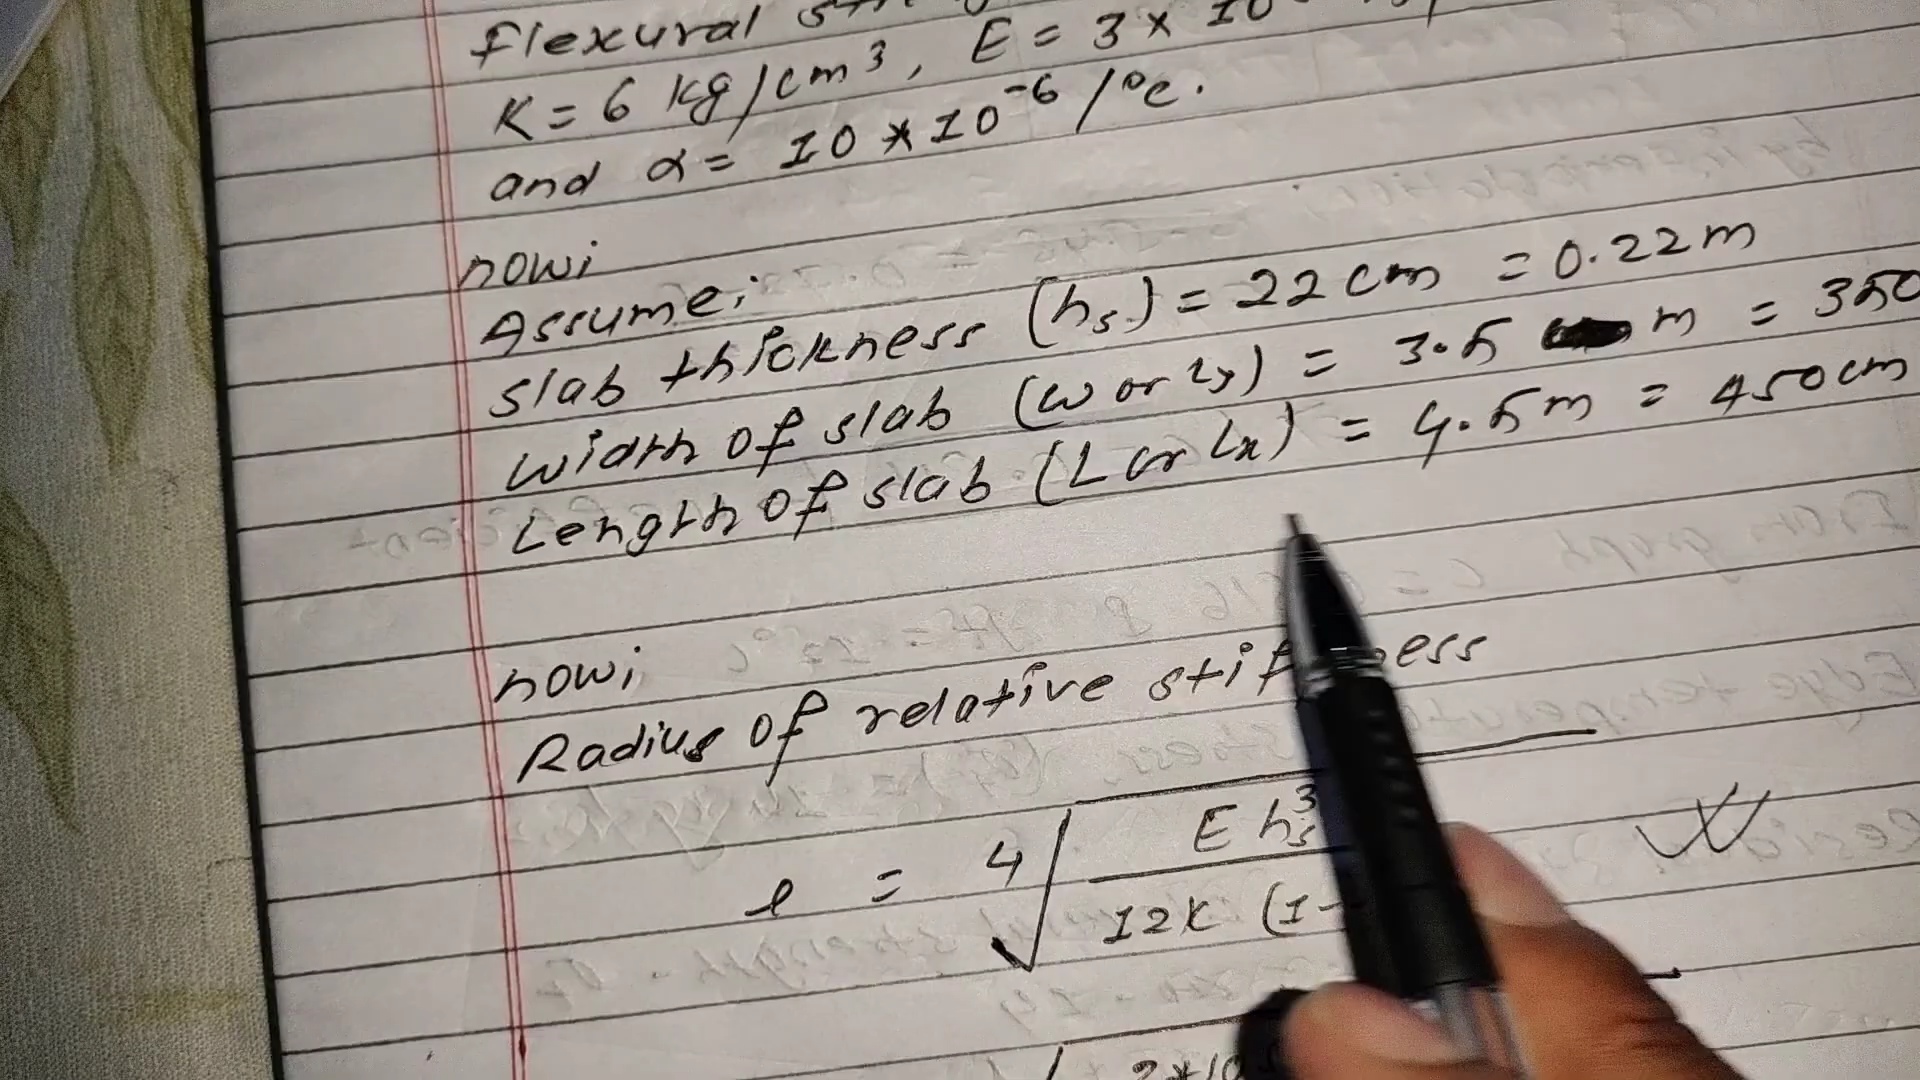 flexural
K = 6 kg/cm³, E = 3 × 10
and α = 10 * 10⁻⁶ /°c.
now;
Assume;
slab thickness (hₛ) = 22 cm = 0.22 m
width of slab (w or Ly) = 3.5 m = 350
Length of slab (L or Lx) = 4.5 m = 450 cm
now;
Radius of relative stiffness
l = 4√ E hₛ³
12K (1-